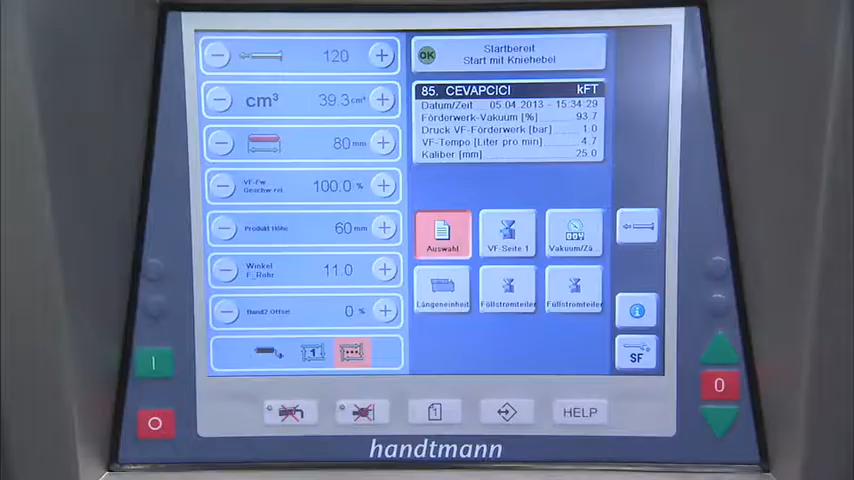 120
cm³ 39.3 cm³
80 mm
VF-Fw. Geschw rel. 100.0 %
Produkt Höhe 60 mm
Winkel
F_Rohr 11.0
Band2 Offset 0 %
1
OK Startbereit
Start mit Kniehebel
85. CEVAPCICI kFT
Datum/Zeit 05.04.2013 - 15:34:29
Förderwerk-Vakuum [%] 93.7
Druck VF-Förderwerk [bar] 1.0
VF-Tempo [Liter pro min] 4.7
Kaliber [mm] 25.0
Auswahl VF-Seite 1 Vakuum/Zä...
Längeneinheit Füllstromteiler Füllstromteiler
i
SF
I
O
0
1
HELP
handtmann